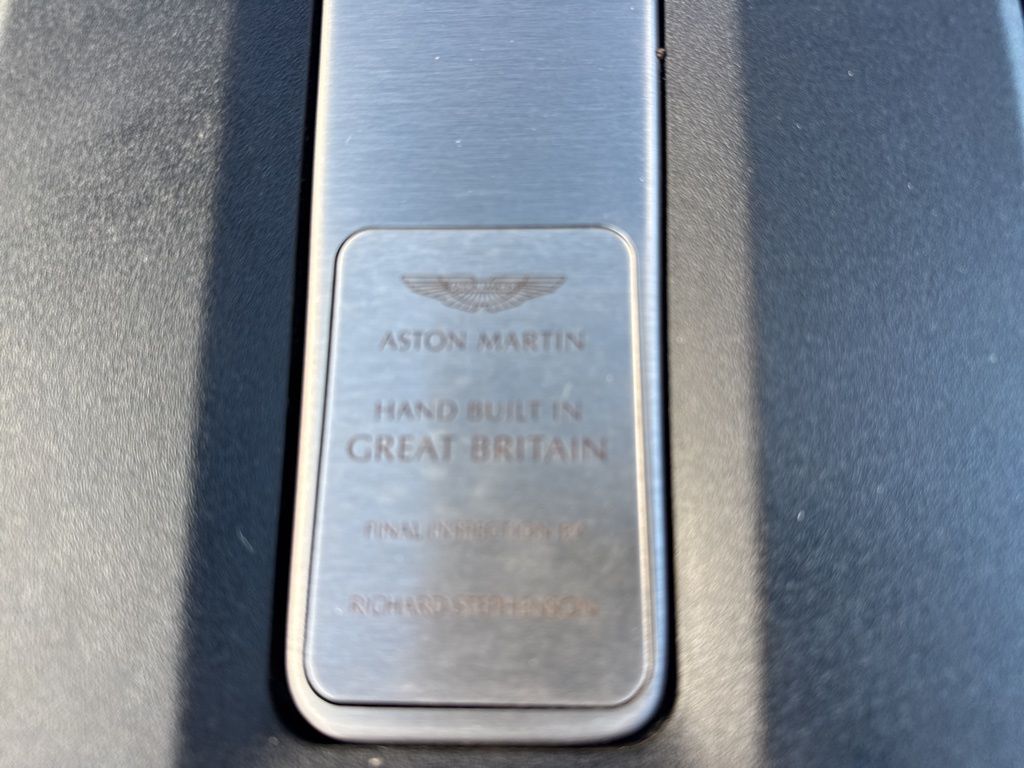 ASTON MARTIN
HAND BUILT IN
GREAT BRITAIN
FINAL INSPECTION BY
RICHARD STEPHENSON